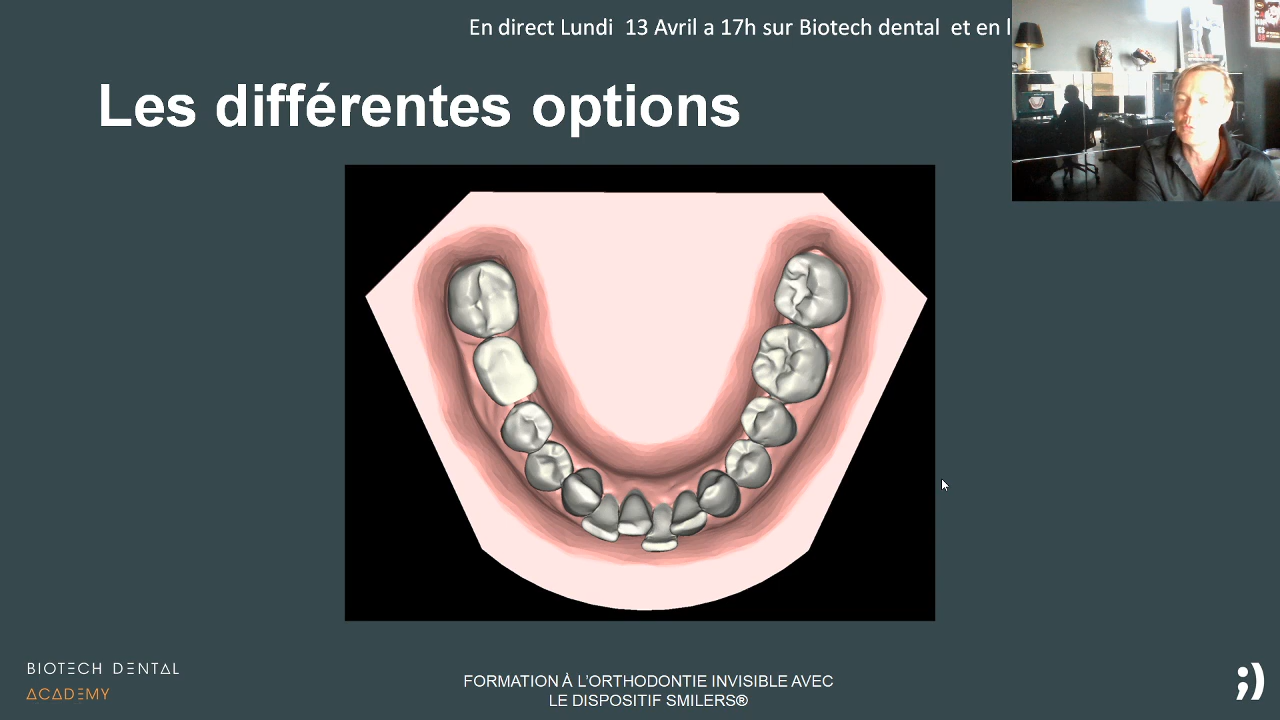 En direct Lundi 13 Avril a 17h sur Biotech dental et en l
Les différentes options
BIOTECH DENTAL
ACADEMY
FORMATION À L'ORTHODONTIE INVISIBLE AVEC
LE DISPOSITIF SMILERS®